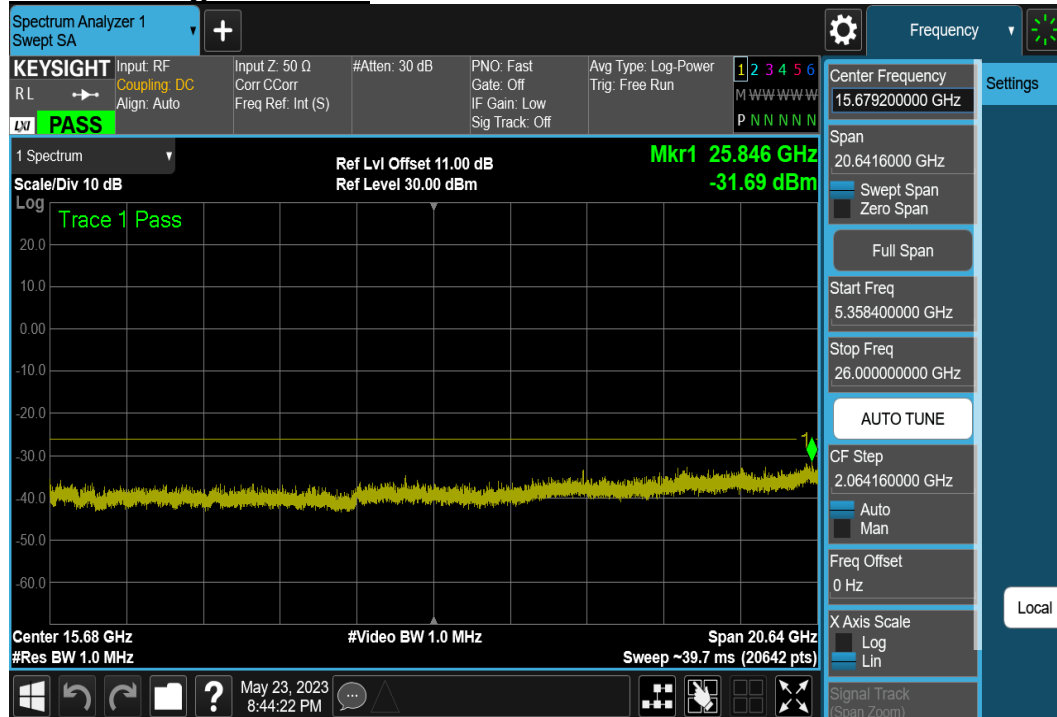 Spectrum Analyzer 1
Swept SA
+
Frequency
KEYSIGHT
RL
LXI PASS
Input: RF
Coupling: DC
Align: Auto
Input Z: 50 Ω
Corr CCorr
Freq Ref: Int (S)
#Atten: 30 dB
PNO: Fast
Gate: Off
IF Gain: Low
Sig Track: Off
Avg Type: Log-Power
Trig: Free Run
1 2 3 4 5 6
M W W W W W
P N N N N N
1 Spectrum
Scale/Div 10 dB
Ref Lvl Offset 11.00 dB
Ref Level 30.00 dBm
Mkr1 25.846 GHz
-31.69 dBm
Log
Trace 1 Pass
20.0
10.0
0.00
-10.0
-20.0
-30.0
-40.0
-50.0
-60.0
1
Center 15.68 GHz
#Res BW 1.0 MHz
#Video BW 1.0 MHz
Span 20.64 GHz
Sweep ~39.7 ms (20642 pts)
Center Frequency
15.679200000 GHz
Span
20.6416000 GHz
Swept Span
Zero Span
Full Span
Start Freq
5.358400000 GHz
Stop Freq
26.000000000 GHz
AUTO TUNE
CF Step
2.064160000 GHz
Auto
Man
Freq Offset
0 Hz
X Axis Scale
Log
Lin
Signal Track
(Span Zoom)
Settings
Local
?
May 23, 2023
8:44:22 PM